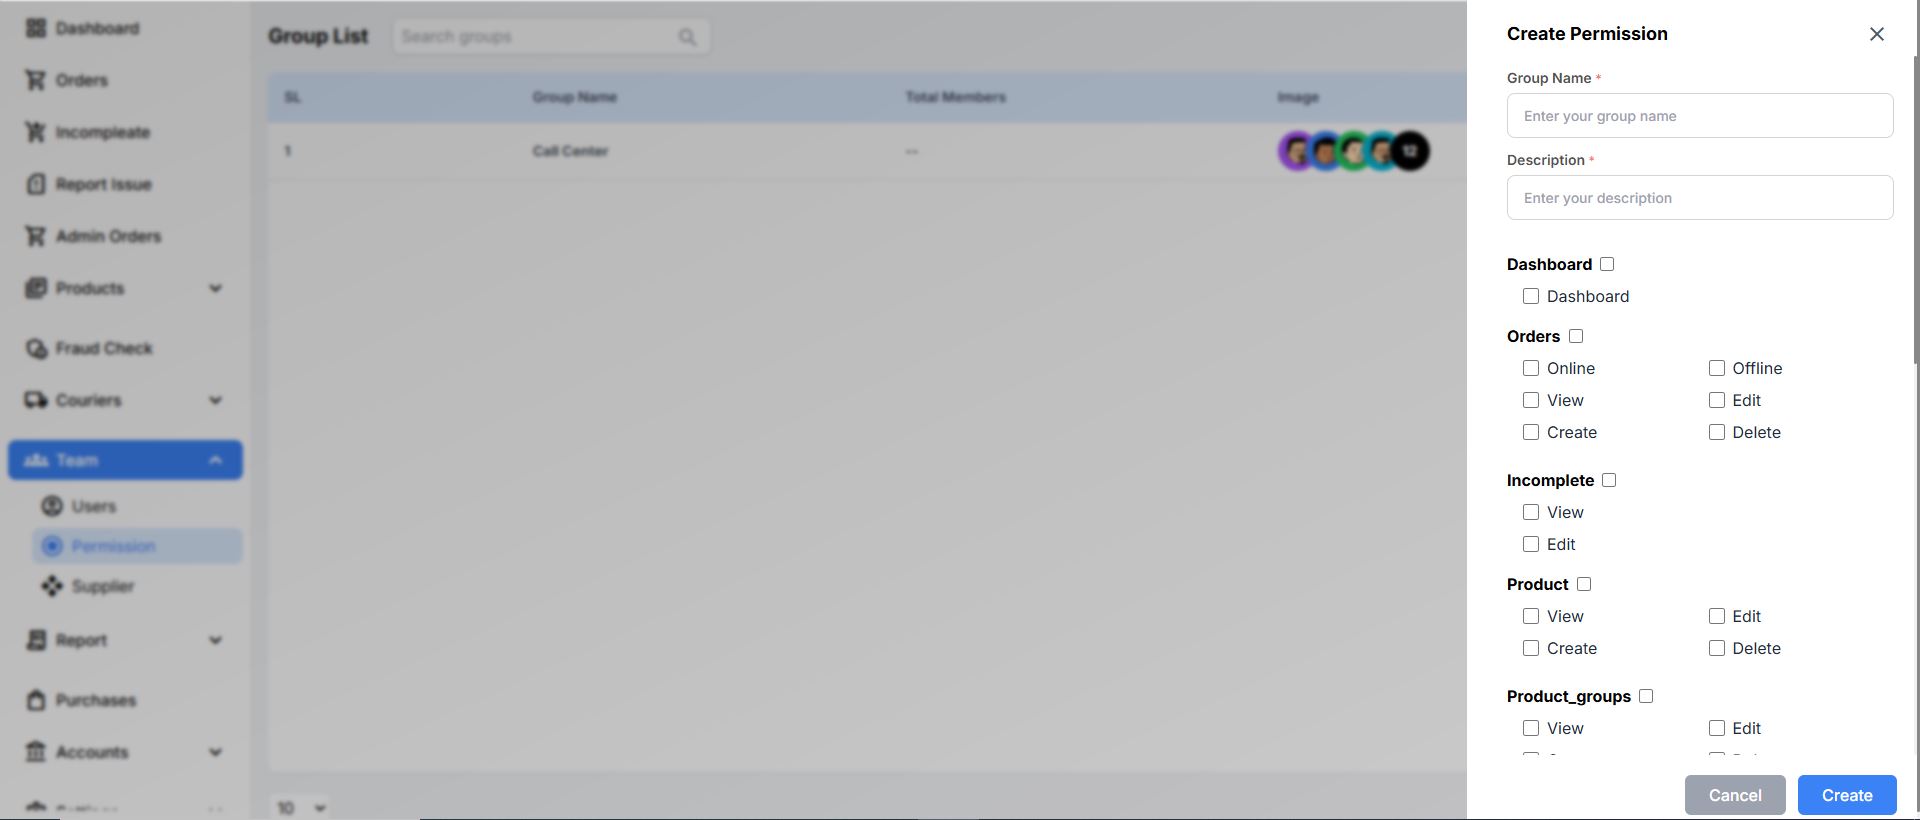 Dashboard
Orders
Incompleate
Report Issue
Admin Orders
Products
Fraud Check
Couriers
Team
Users
Permission
Supplier
Report
Purchases
Accounts
Group List
Search groups
SL Group Name Total Members Image
1 Call Center -- 12
10
Create Permission
Group Name *
Enter your group name
Description *
Enter your description
Dashboard
Dashboard
Orders
Online Offline
View Edit
Create Delete
Incomplete
View
Edit
Product
View Edit
Create Delete
Product_groups
View Edit
Cancel Create